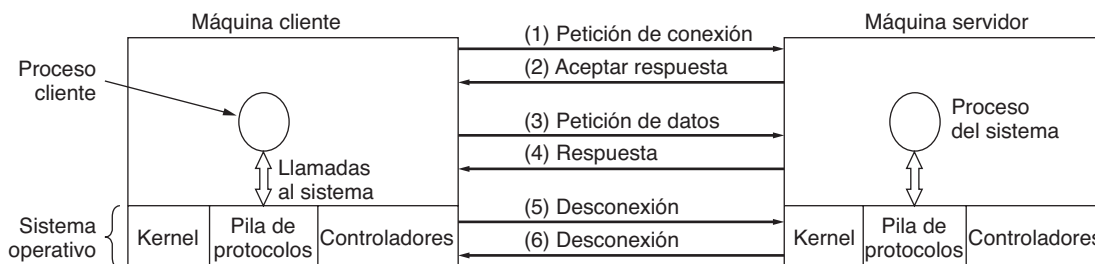 Máquina cliente
Máquina servidor
(1) Petición de conexión
(2) Aceptar respuesta
Proceso
cliente
(3) Petición de datos
Proceso
del sistema
(4) Respuesta
Llamadas
al sistema
(5) Desconexión
Sistema
operativo
Kernel
Pila de
protocolos
Controladores
(6) Desconexión
Kernel
Pila de
protocolos
Controladores